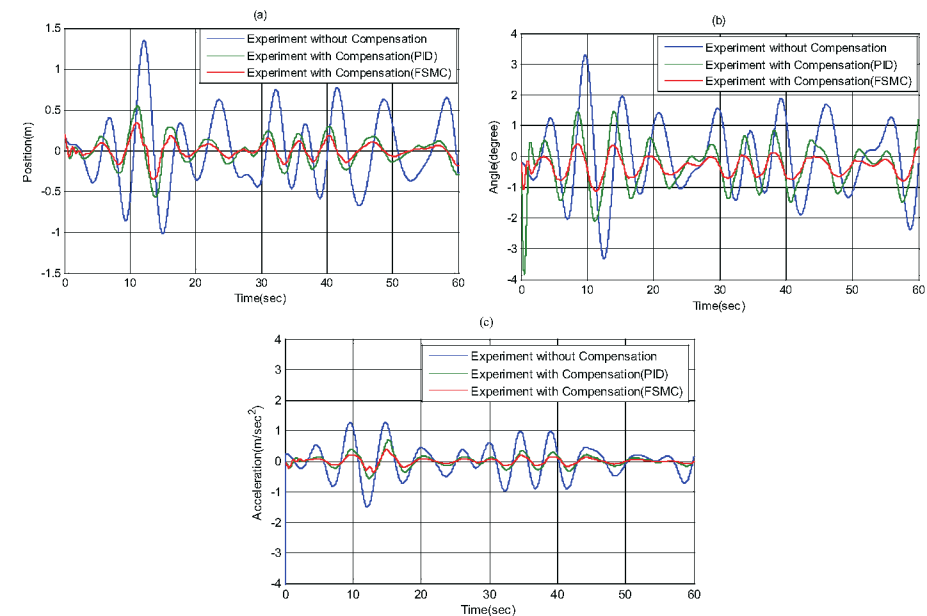 (a)
1.5
1
0.5
0
-0.5
-1
-1.5
Position(m)
Experiment without Compensation
Experiment with Compensation(PID)
Experiment with Compensation(FSMC)
0 10 20 30 40 50 60
Time(sec)
(b)
4
3
2
1
0
-1
-2
-3
-4
Angle(degree)
Experiment without Compensation
Experiment with Compensation(PID)
Experiment with Compensation(FSMC)
0 10 20 30 40 50 60
Time(sec)
(c)
4
3
2
1
0
-1
-2
-3
-4
Acceleration(m/sec²)
Experiment without Compensation
Experiment with Compensation(PID)
Experiment with Compensation(FSMC)
0 10 20 30 40 50 60
Time(sec)